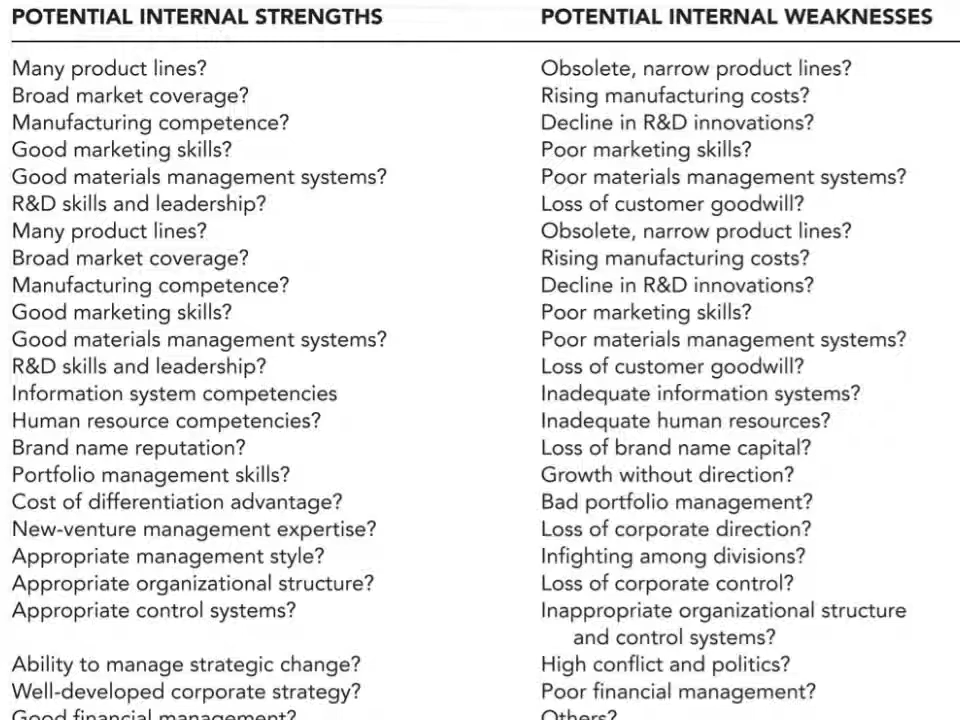 POTENTIAL INTERNAL STRENGTHS POTENTIAL INTERNAL WEAKNESSES
Many product lines? Obsolete, narrow product lines?
Broad market coverage? Rising manufacturing costs?
Manufacturing competence? Decline in R&D innovations?
Good marketing skills? Poor marketing skills?
Good materials management systems? Poor materials management systems?
R&D skills and leadership? Loss of customer goodwill?
Many product lines? Obsolete, narrow product lines?
Broad market coverage? Rising manufacturing costs?
Manufacturing competence? Decline in R&D innovations?
Good marketing skills? Poor marketing skills?
Good materials management systems? Poor materials management systems?
R&D skills and leadership? Loss of customer goodwill?
Information system competencies Inadequate information systems?
Human resource competencies? Inadequate human resources?
Brand name reputation? Loss of brand name capital?
Portfolio management skills? Growth without direction?
Cost of differentiation advantage? Bad portfolio management?
New-venture management expertise? Loss of corporate direction?
Appropriate management style? Infighting among divisions?
Appropriate organizational structure? Loss of corporate control?
Appropriate control systems? Inappropriate organizational structure
and control systems?
Ability to manage strategic change? High conflict and politics?
Well-developed corporate strategy? Poor financial management?
Good financial management? Others?